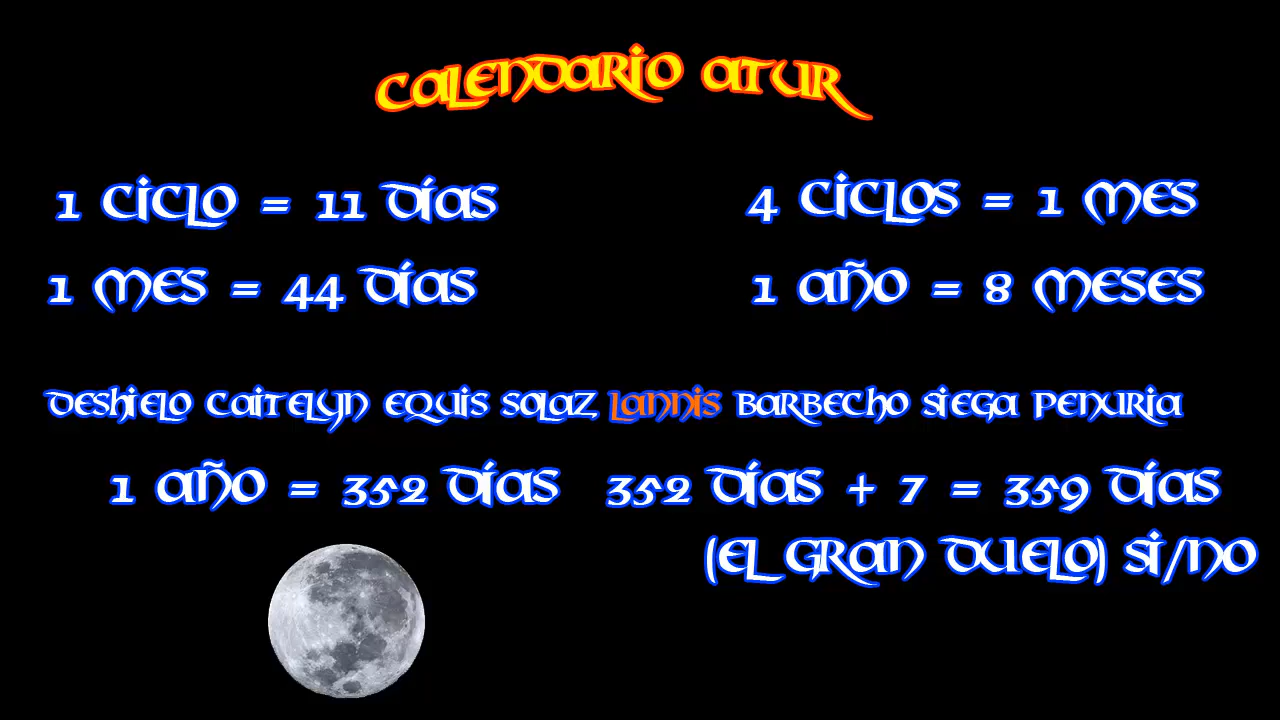 CALENDARIO ATUR
1 CICLO = 11 DÍAS
4 CICLOS = 1 MES
1 MES = 44 DÍAS
1 AÑO = 8 MESES
DESHIELO CAITELYN EQUIS SOLAZ LANNIS BARBECHO SIEGA PENURIA
1 AÑO = 352 DÍAS
352 DÍAS + 7 = 359 DÍAS
(EL GRAN DUELO) SI/NO